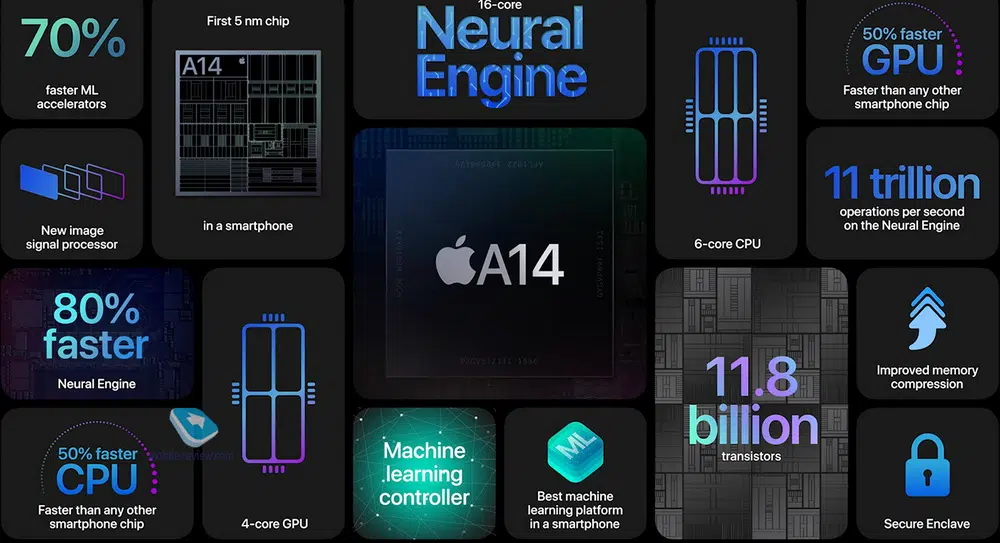 70%
faster ML
accelerators
First 5 nm chip
A14
in a smartphone
16-core
Neural
Engine
6-core CPU
50% faster
GPU
Faster than any other
smartphone chip
New image
signal processor
A14
11 trillion
operations per second
on the Neural Engine
80%
faster
Neural Engine
4-core GPU
11.8
billion
transistors
Improved memory
compression
50% faster
CPU
Faster than any other
smartphone chip
Machine
learning
controller
ML
Best machine
learning platform
in a smartphone
Secure Enclave